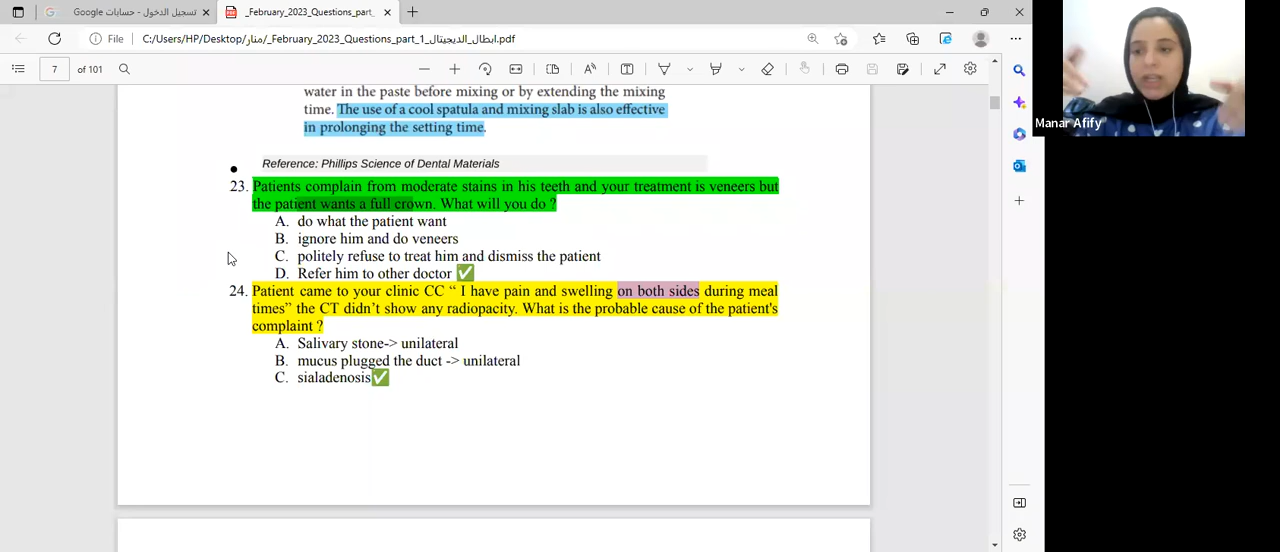 تسجيل الدخول - حسابات Google
_February_2023_Questions_part_
File
C:/Users/HP/Desktop/منار/_February_2023_Questions_part_1_ابطال_الديجيتال.pdf
7 of 101
Manar Afify
water in the paste before mixing or by extending the mixing
time. The use of a cool spatula and mixing slab is also effective
in prolonging the setting time.
Reference: Phillips Science of Dental Materials
23. Patients complain from moderate stains in his teeth and your treatment is veneers but
the patient wants a full crown. What will you do ?
A. do what the patient want
B. ignore him and do veneers
C. politely refuse to treat him and dismiss the patient
D. Refer him to other doctor ✅
24. Patient came to your clinic CC “ I have pain and swelling on both sides during meal
times” the CT didn’t show any radiopacity. What is the probable cause of the patient's
complaint ?
A. Salivary stone-> unilateral
B. mucus plugged the duct -> unilateral
C. sialadenosis✅